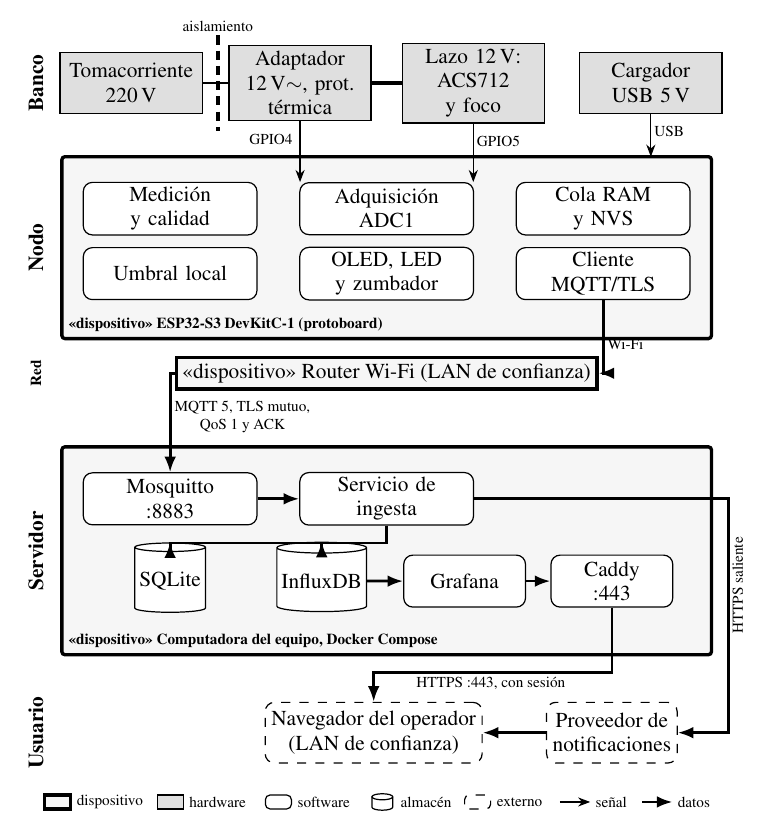 aislamiento
Banco
Tomacorriente
220 V
Adaptador
12 V∼, prot.
térmica
Lazo 12 V:
ACS712
y foco
Cargador
USB 5 V
GPIO4
GPIO5
USB
Nodo
Medición
y calidad
Adquisición
ADC1
Cola RAM
y NVS
Umbral local
OLED, LED
y zumbador
Cliente
MQTT/TLS
«dispositivo» ESP32-S3 DevKitC-1 (protoboard)
Wi-Fi
Red
«dispositivo» Router Wi-Fi (LAN de confianza)
MQTT 5, TLS mutuo,
QoS 1 y ACK
Servidor
Mosquitto
:8883
Servicio de
ingesta
SQLite
InfluxDB
Grafana
Caddy
:443
HTTPS saliente
«dispositivo» Computadora del equipo, Docker Compose
HTTPS :443, con sesión
Usuario
Navegador del operador
(LAN de confianza)
Proveedor de
notificaciones
dispositivo
hardware
software
almacén
externo
señal
datos